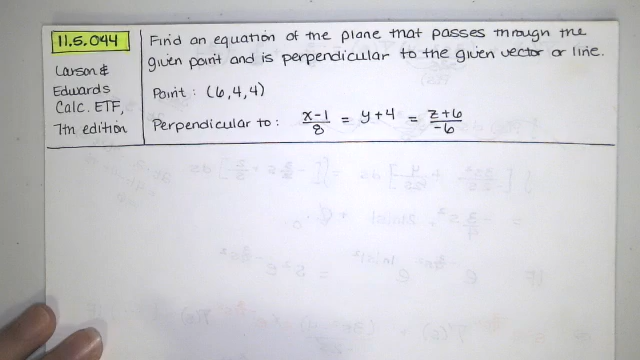 11.5.044
Larson &
Edwards
Calc. ETF,
7th edition
Find an equation of the plane that passes through the
given point and is perpendicular to the given vector or line.
Point: (6,4,4)
Perpendicular to: x-1/8 = y+4 = z+6/-6